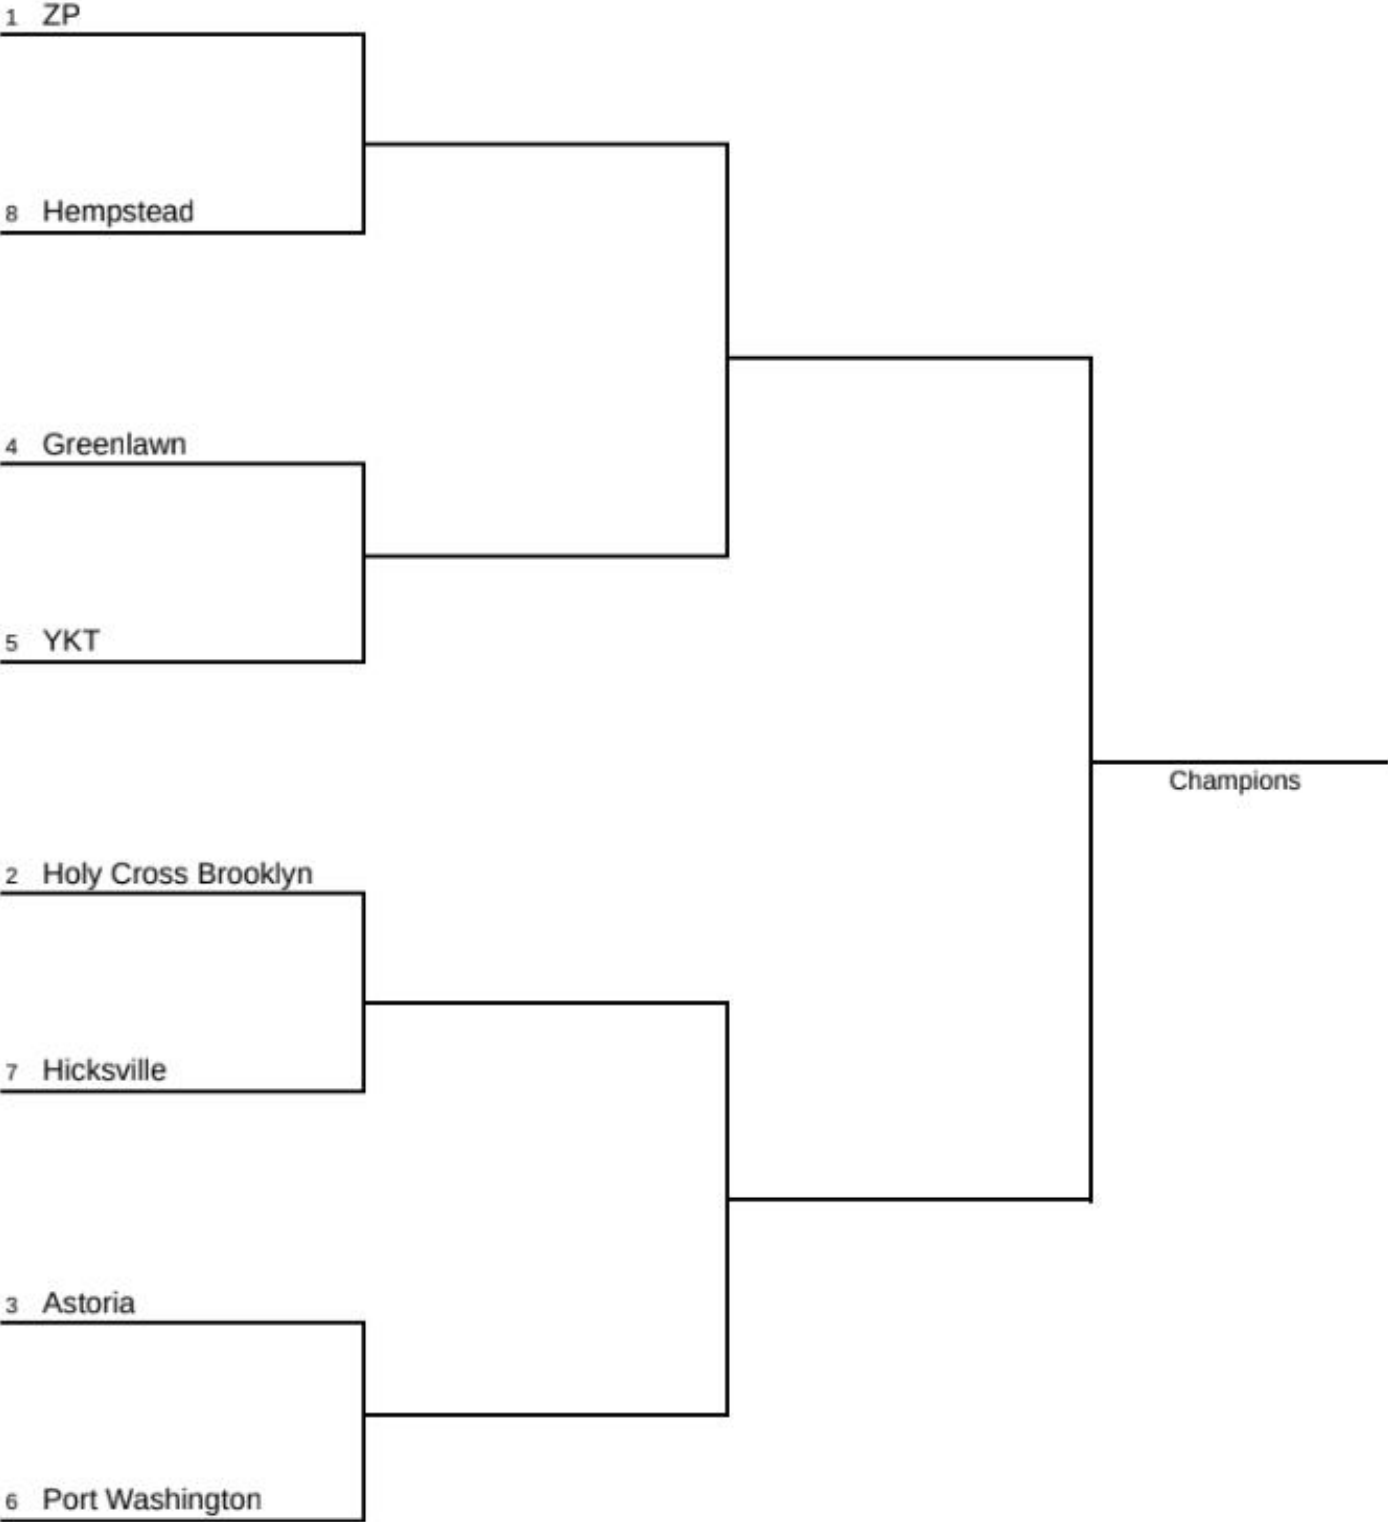 1 ZP
8 Hempstead
4 Greenlawn
5 YKT
Champions
2 Holy Cross Brooklyn
7 Hicksville
3 Astoria
6 Port Washington